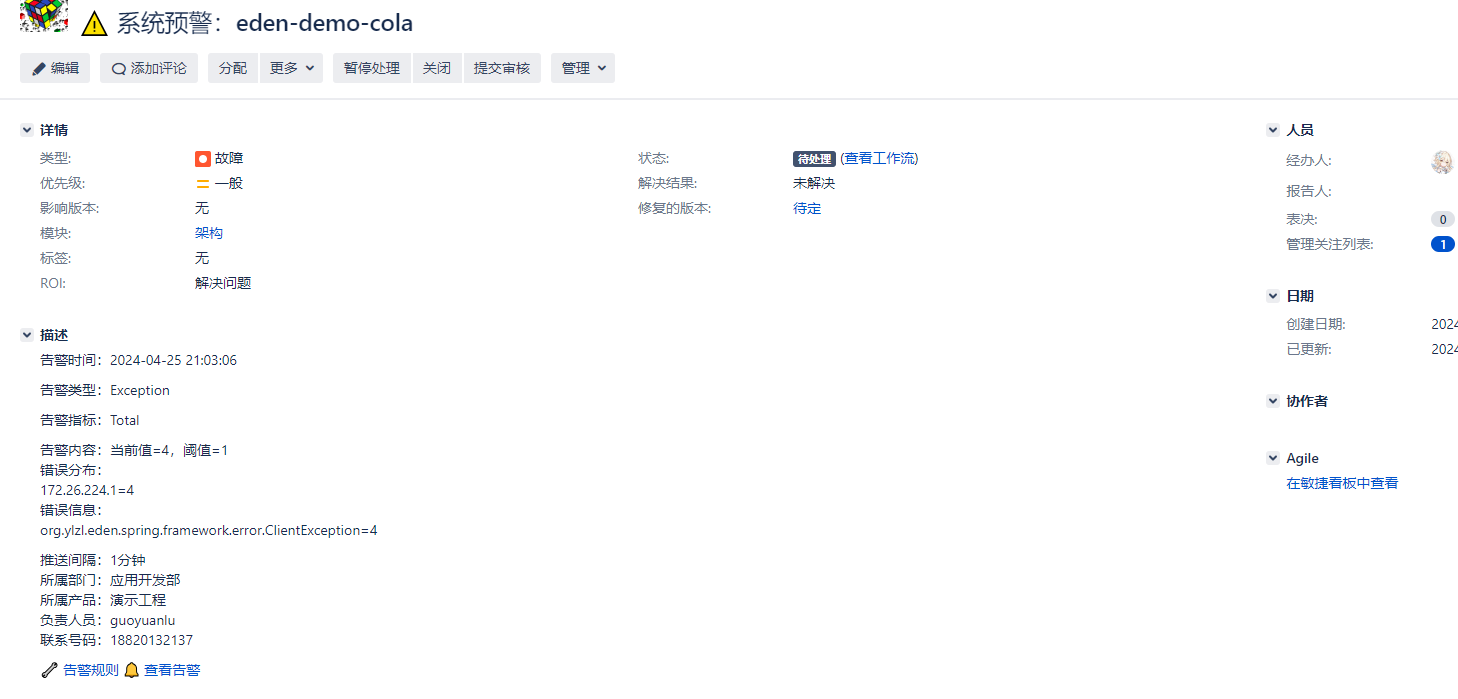 系统预警：eden-demo-cola
编辑 添加评论 分配 更多 暂停处理 关闭 提交审核 管理
详情
类型: 故障
状态: 待处理 (查看工作流)
优先级: 一般
解决结果: 未解决
影响版本: 无
修复的版本: 待定
模块: 架构
标签: 无
ROI: 解决问题
描述
告警时间：2024-04-25 21:03:06
告警类型：Exception
告警指标：Total
告警内容：当前值=4，阈值=1
错误分布：
172.26.224.1=4
错误信息：
org.ylzl.eden.spring.framework.error.ClientException=4
推送间隔：1分钟
所属部门：应用开发部
所属产品：演示工程
负责人员：guoyuanlu
联系号码：18820132137
告警规则 查看告警
人员
经办人:
报告人:
表决: 0
管理关注列表: 1
日期
创建日期: 2024
已更新: 2024
协作者
Agile
在敏捷看板中查看